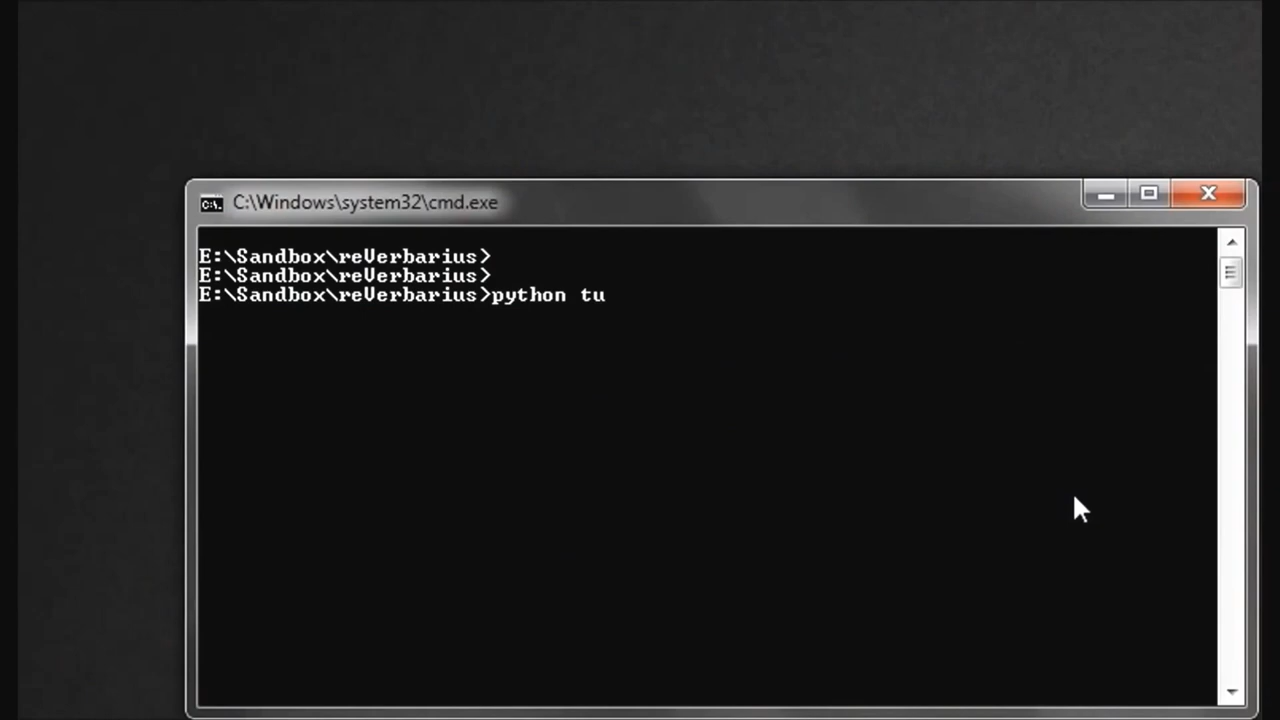 C:\Windows\system32\cmd.exe
E:\Sandbox\reVerbarius>
E:\Sandbox\reVerbarius>
E:\Sandbox\reVerbarius>python tu